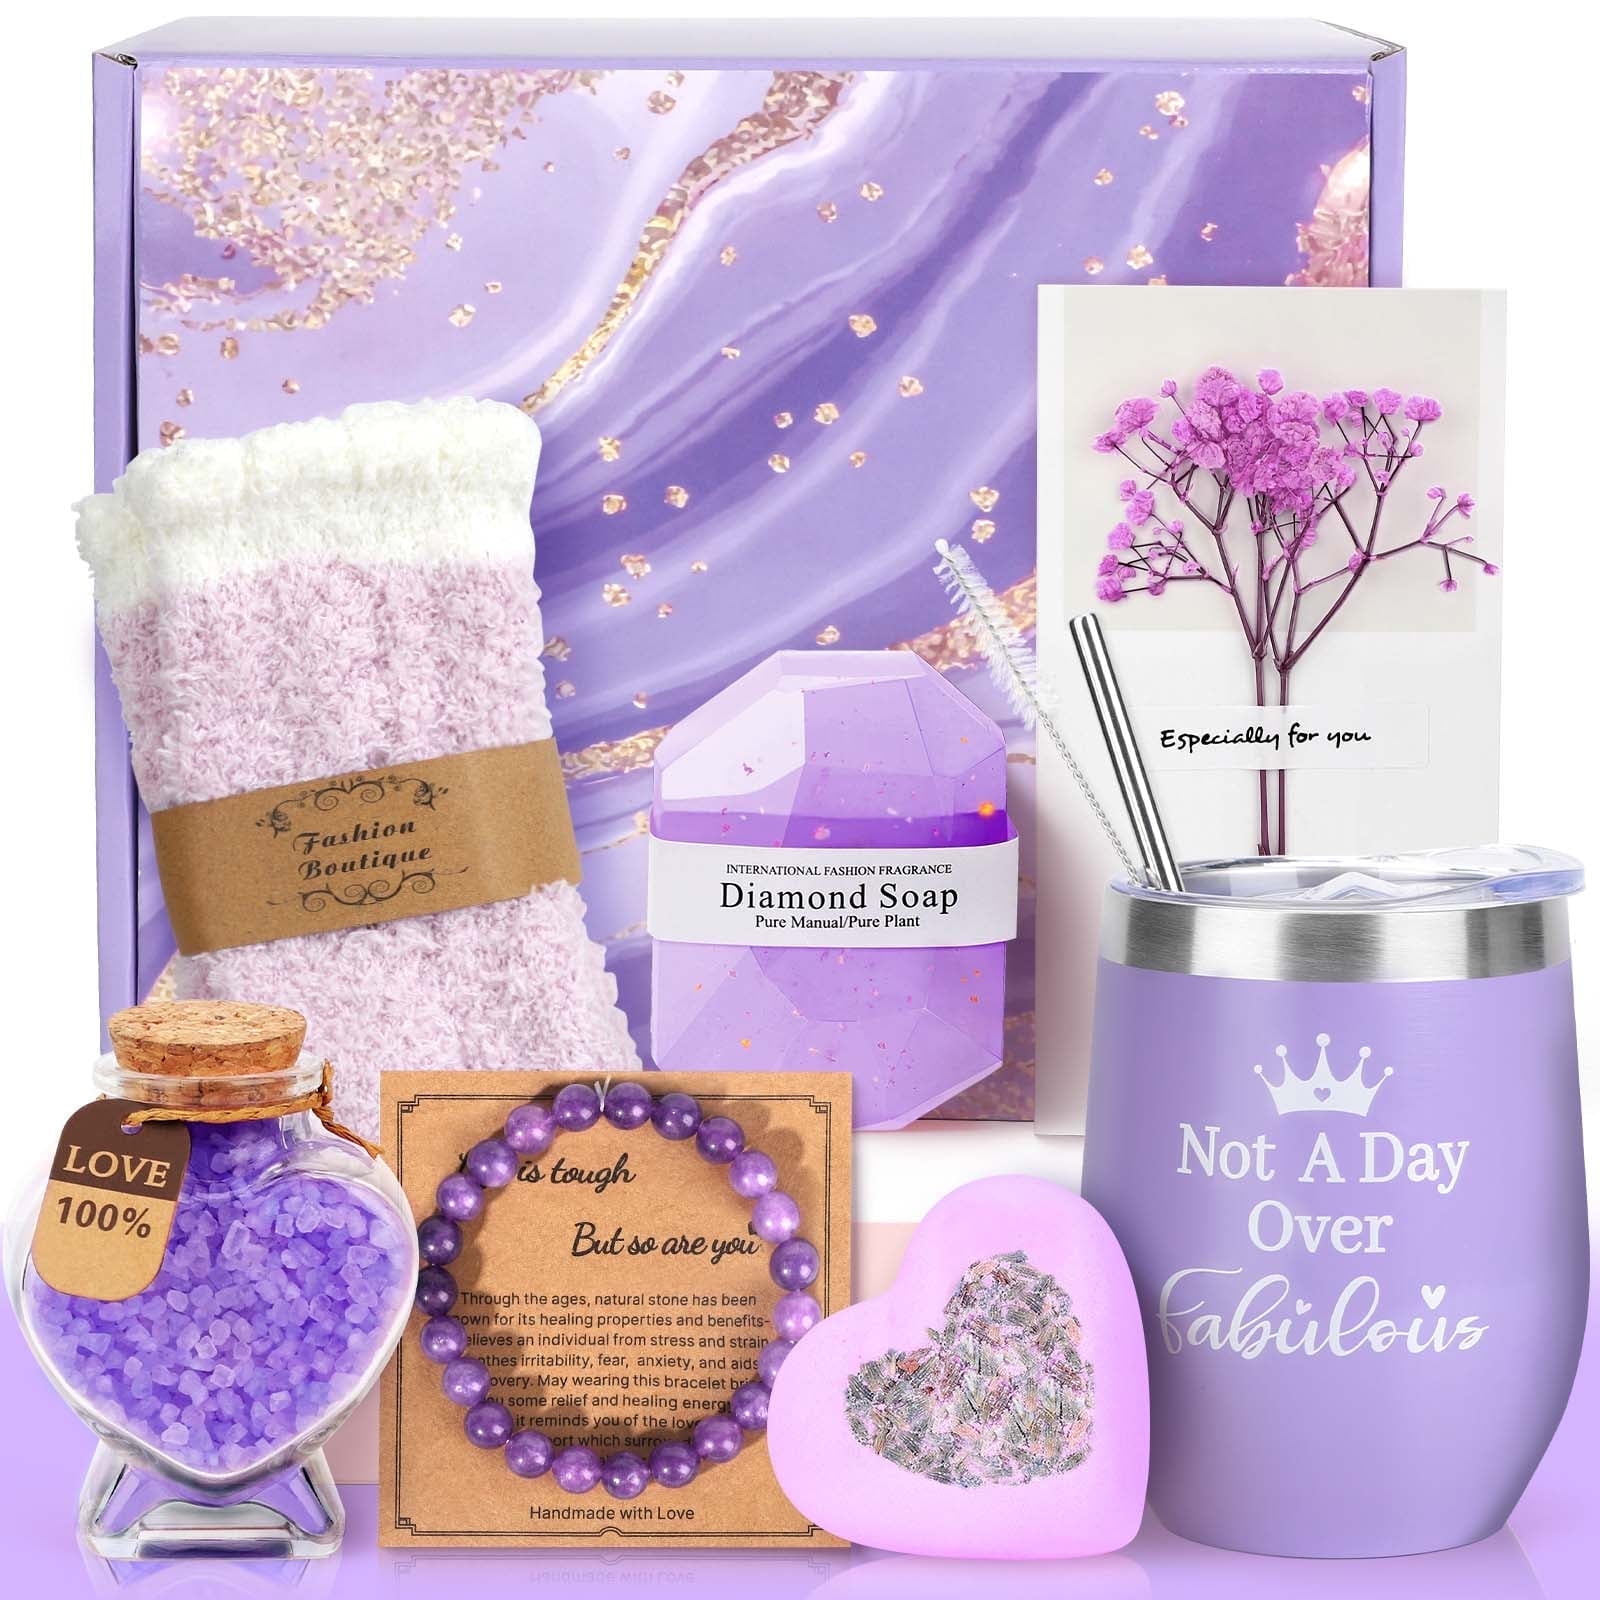 Fashion
Boutique
Especially for you
INTERNATIONAL FASHION FRAGRANCE
Diamond Soap
Pure Manual/Pure Plant
LOVE
100%
is tough
But so are you
Through the ages, natural stone has been
for its healing properties and benefits-
an individual from stress and strain
irritability, fear, anxiety, and aids
May wearing this bracelet
some relief and healing energy
it reminds you of the love
which
Handmade with Love
Not A Day
Over
fabulous